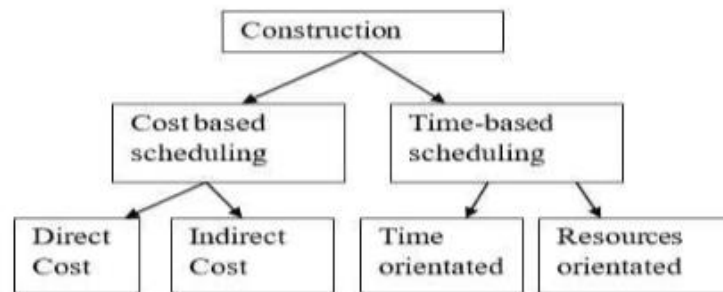 Construction
Cost based
scheduling
Time-based
scheduling
Direct
Cost
Indirect
Cost
Time
orientated
Resources
orientated